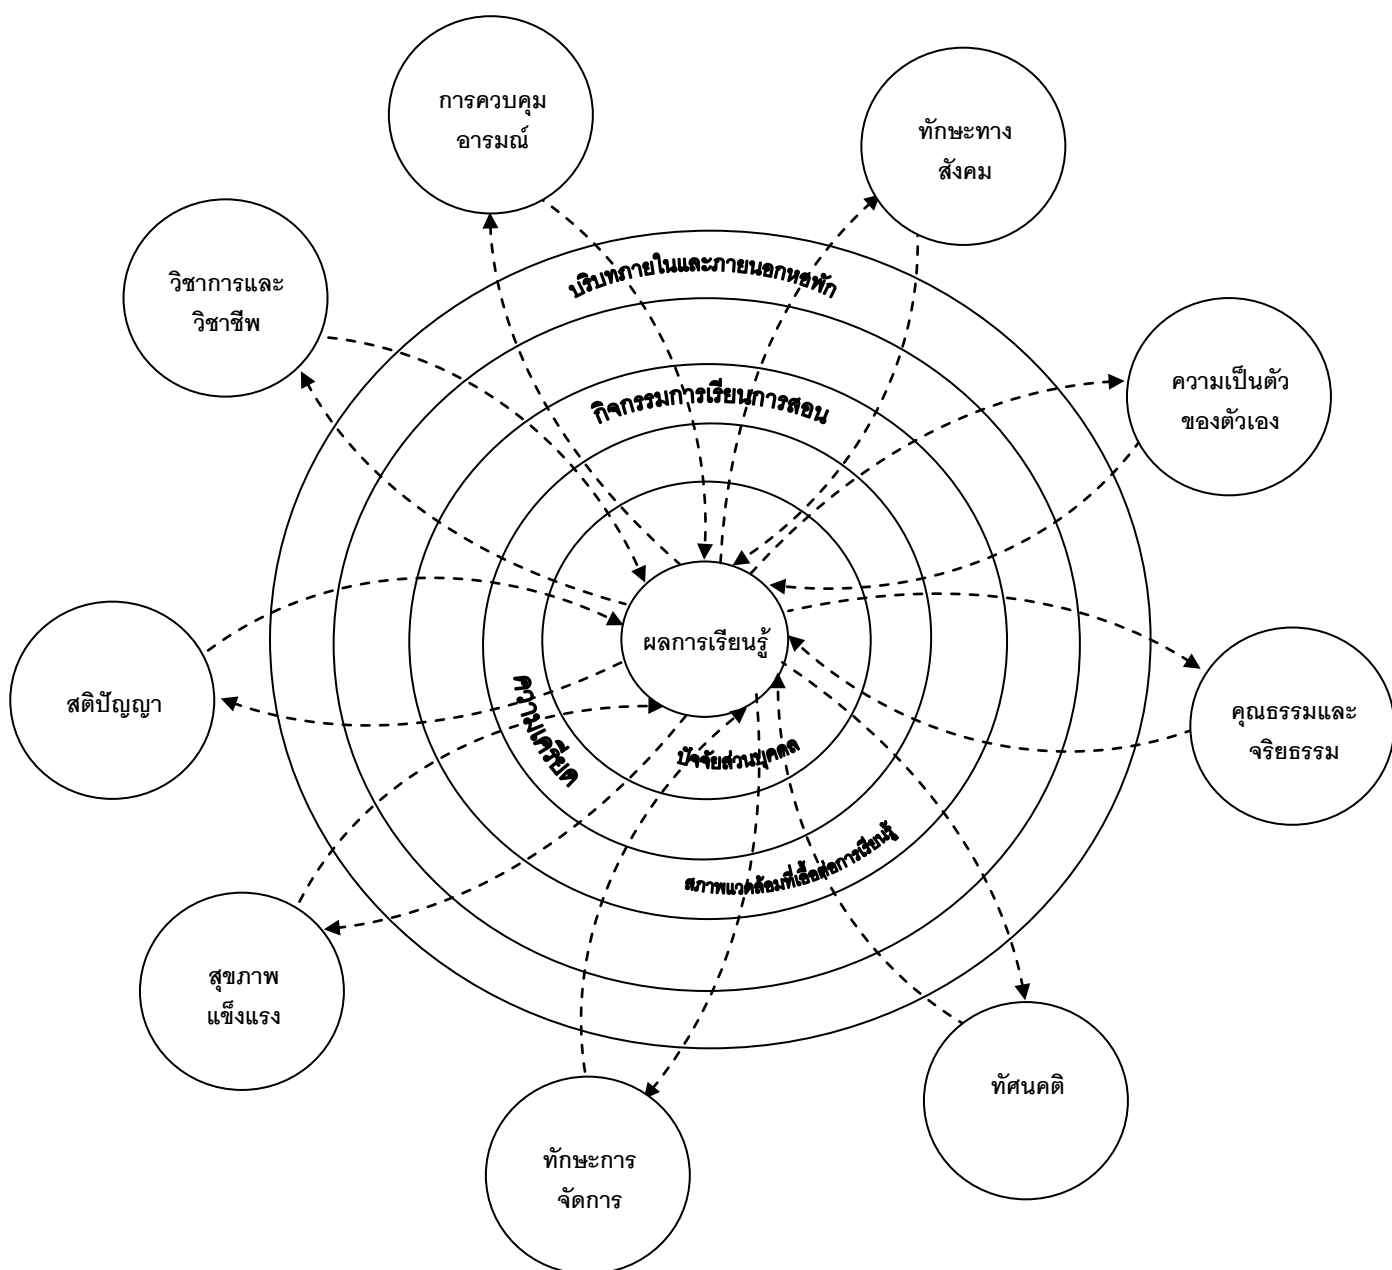 การควบคุม
อารมณ์
ทักษะทาง
สังคม
วิชาการและ
วิชาชีพ
บริบทภายในและภายนอกหอพัก
ความเป็นตัว
ของตัวเอง
กิจกรรมการเรียนการสอน
ผลการเรียนรู้
สติปัญญา
ความเครียด
ปัจจัยส่วนบุคคล
คุณธรรมและ
จริยธรรม
สภาพแวดล้อมที่เอื้อต่อการเรียนรู้
สุขภาพ
แข็งแรง
ทัศนคติ
ทักษะการ
จัดการ